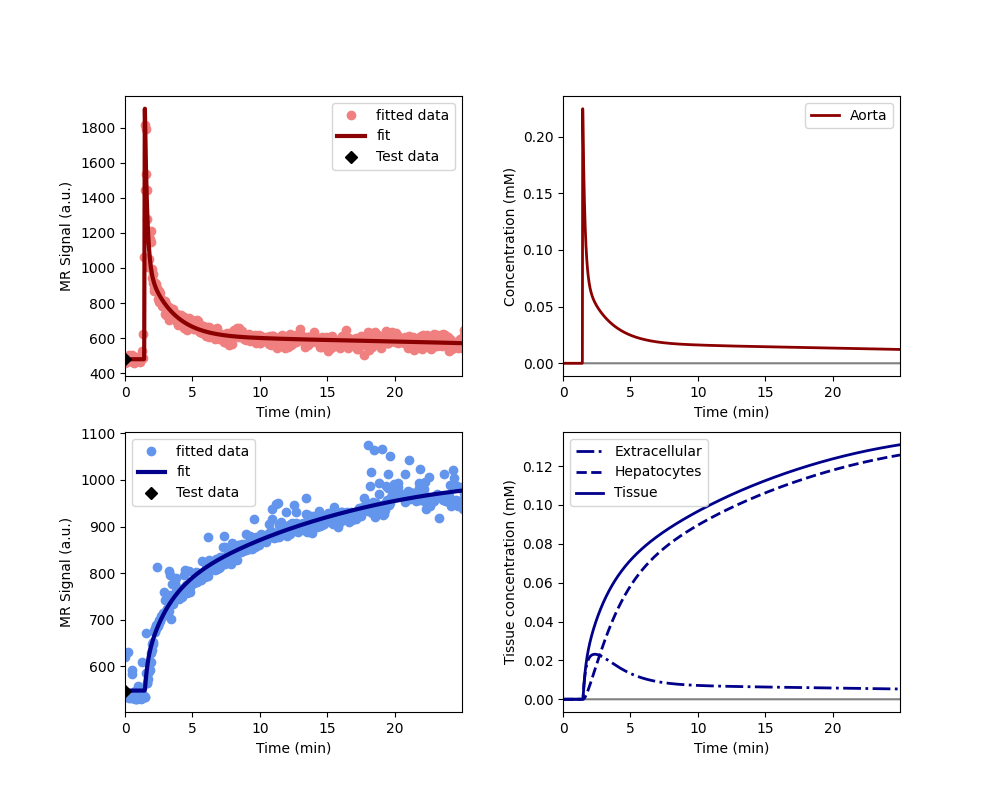 1800
1600
1400
1200
1000
800
600
400
MR Signal (a.u.)
fitted data
fit
Test data
0 5 10 15 20
Time (min)
0.20
0.15
0.10
0.05
0.00
Concentration (mM)
Aorta
0 5 10 15 20
Time (min)
1100
1000
900
800
700
600
MR Signal (a.u.)
fitted data
fit
Test data
0 5 10 15 20
Time (min)
0.12
0.10
0.08
0.06
0.04
0.02
0.00
Tissue concentration (mM)
Extracellular
Hepatocytes
Tissue
0 5 10 15 20
Time (min)